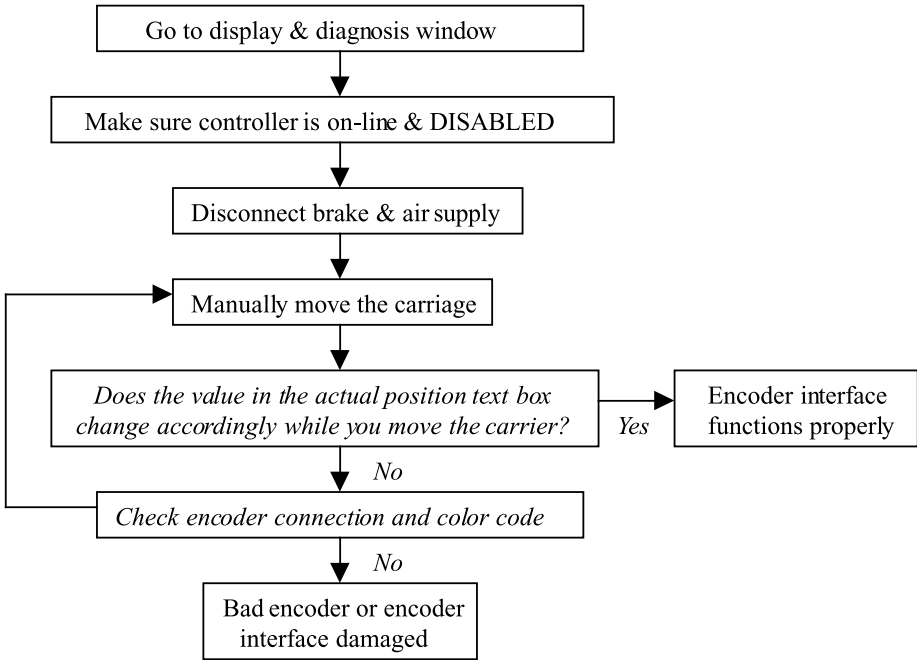 Go to display & diagnosis window
Make sure controller is on-line & DISABLED
Disconnect brake & air supply
Manually move the carriage
Does the value in the actual position text box
change accordingly while you move the carrier?
Yes
Encoder interface
functions properly
No
Check encoder connection and color code
No
Bad encoder or encoder
interface damaged